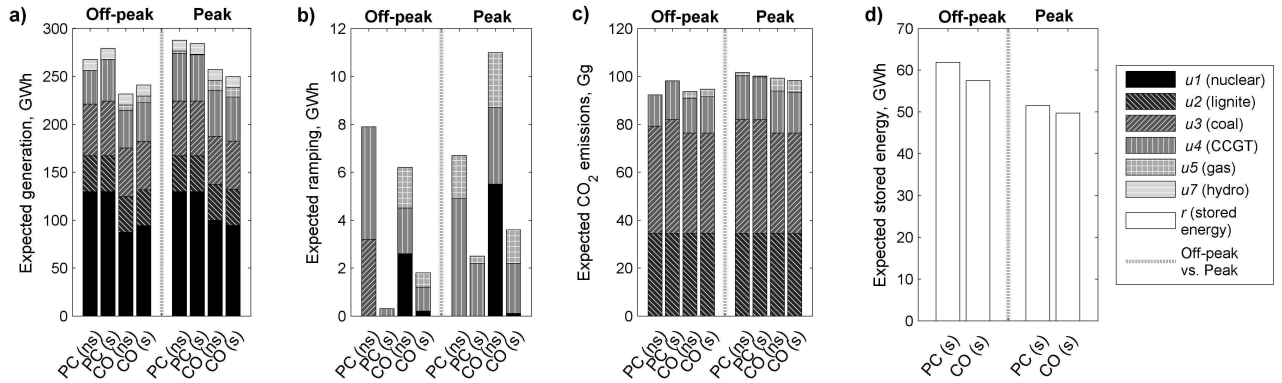 a)
Off-peak
Peak
Expected generation, GWh
300
250
200
150
100
50
0
PC (ns)
PC (s)
CO (ns)
CO (s)
PC (ns)
PC (s)
CO (ns)
CO (s)
b)
Off-peak
Peak
Expected ramping, GWh
12
10
8
6
4
2
0
PC (ns)
PC (s)
CO (ns)
CO (s)
PC (ns)
PC (s)
CO (ns)
CO (s)
c)
Off-peak
Peak
Expected CO2 emissions, Gg
120
100
80
60
40
20
0
PC (ns)
PC (s)
CO (ns)
CO (s)
PC (ns)
PC (s)
CO (ns)
CO (s)
d)
Off-peak
Peak
Expected stored energy, GWh
70
60
50
40
30
20
10
0
PC (s)
CO (s)
PC (s)
CO (s)
u1 (nuclear)
u2 (lignite)
u3 (coal)
u4 (CCGT)
u5 (gas)
u7 (hydro)
r (stored
energy)
Off-peak
vs. Peak